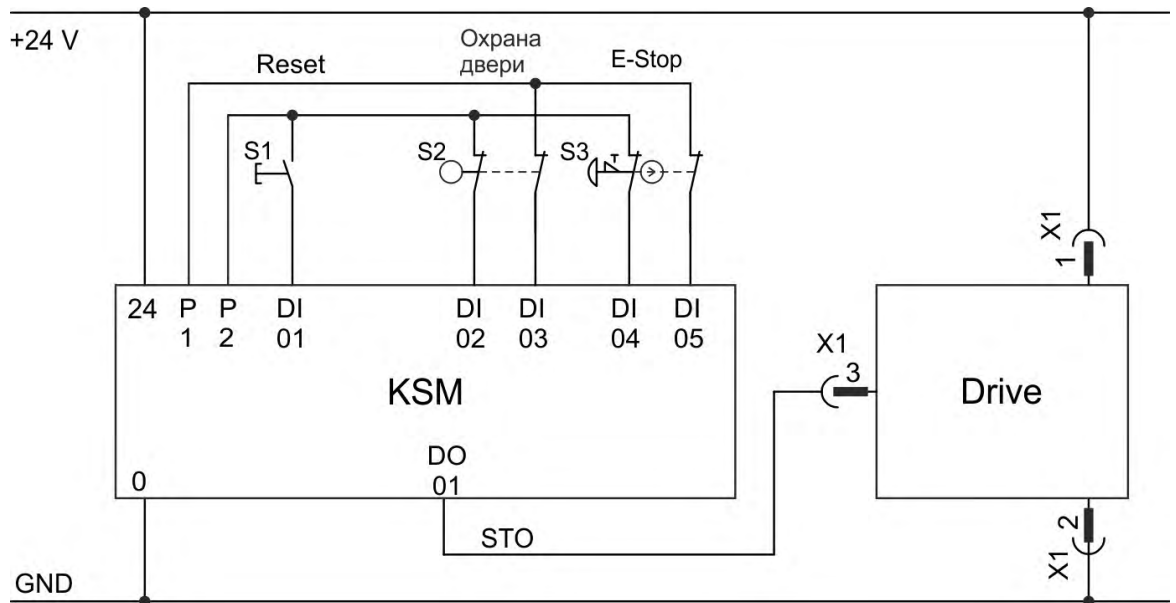 +24 V
Reset
Охрана
двери
E-Stop
S1
S2
S3
X1
1
24 P P DI DI DI DI DI
1 2 01 02 03 04 05
X1
3
KSM
Drive
DO
0 01
2
STO
X1
GND